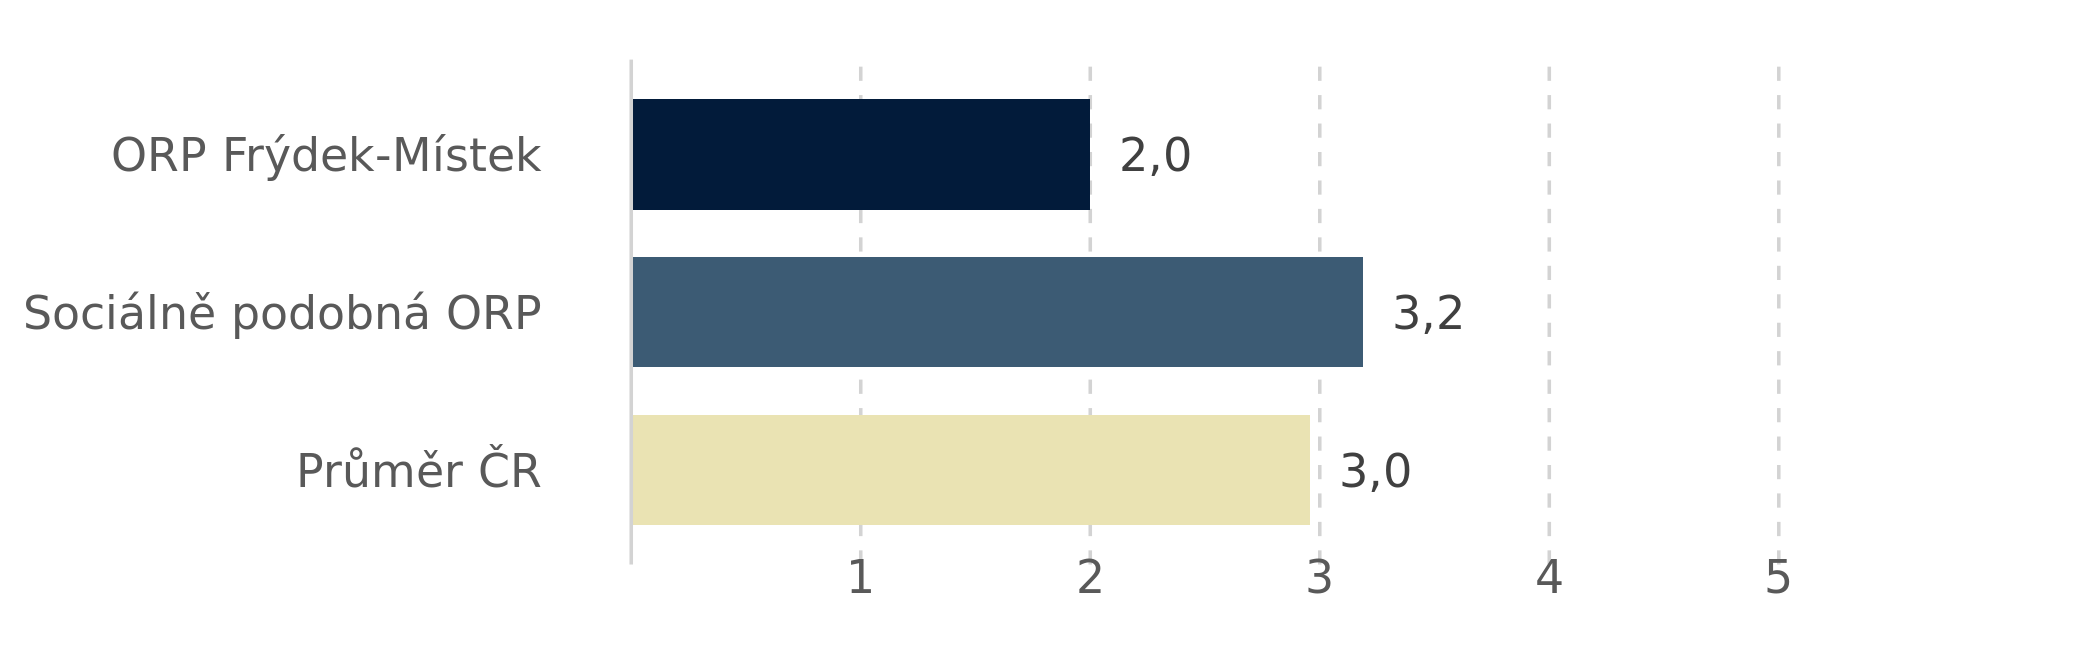 ORP Frýdek-Místek 2,0
Sociálně podobná ORP 3,2
Průměr ČR 3,0
1 2 3 4 5